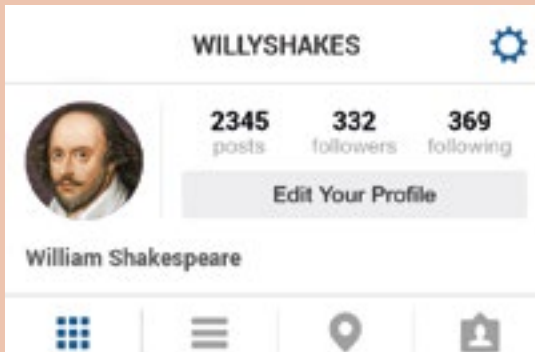 WILLYSHAKES
2345 332 369
posts followers following
Edit Your Profile
William Shakespeare